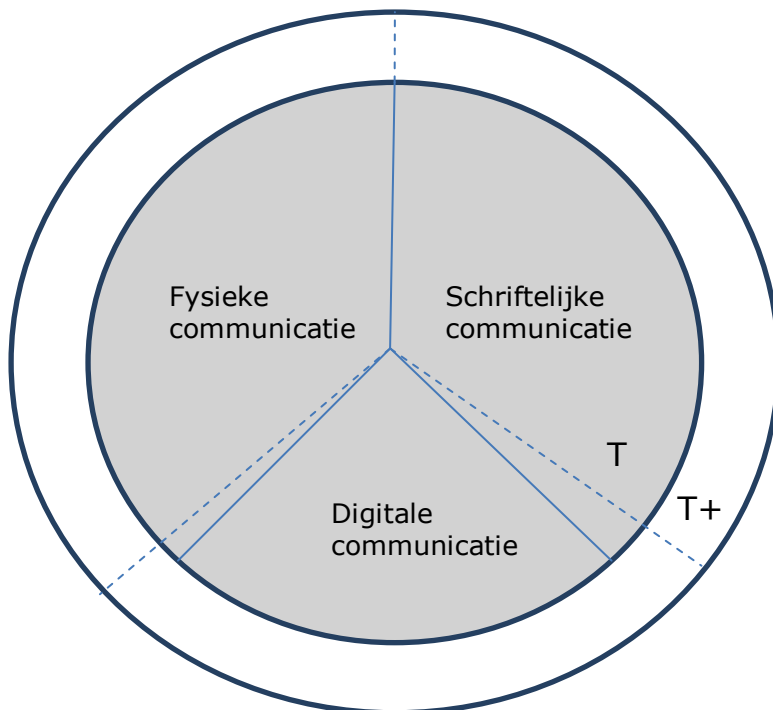 Fysieke
communicatie
Schriftelijke
communicatie
T
T+
Digitale
communicatie